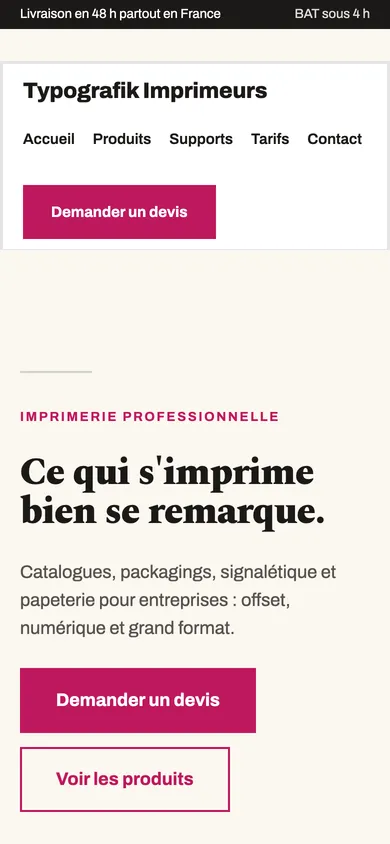 Livraison en 48 h partout en France
BAT sous 4 h
Typografik Imprimeurs
Accueil Produits Supports Tarifs Contact
Demander un devis
IMPRIMERIE PROFESSIONNELLE
Ce qui s'imprime
bien se remarque.
Catalogues, packagings, signalétique et
papeterie pour entreprises : offset,
numérique et grand format.
Demander un devis
Voir les produits